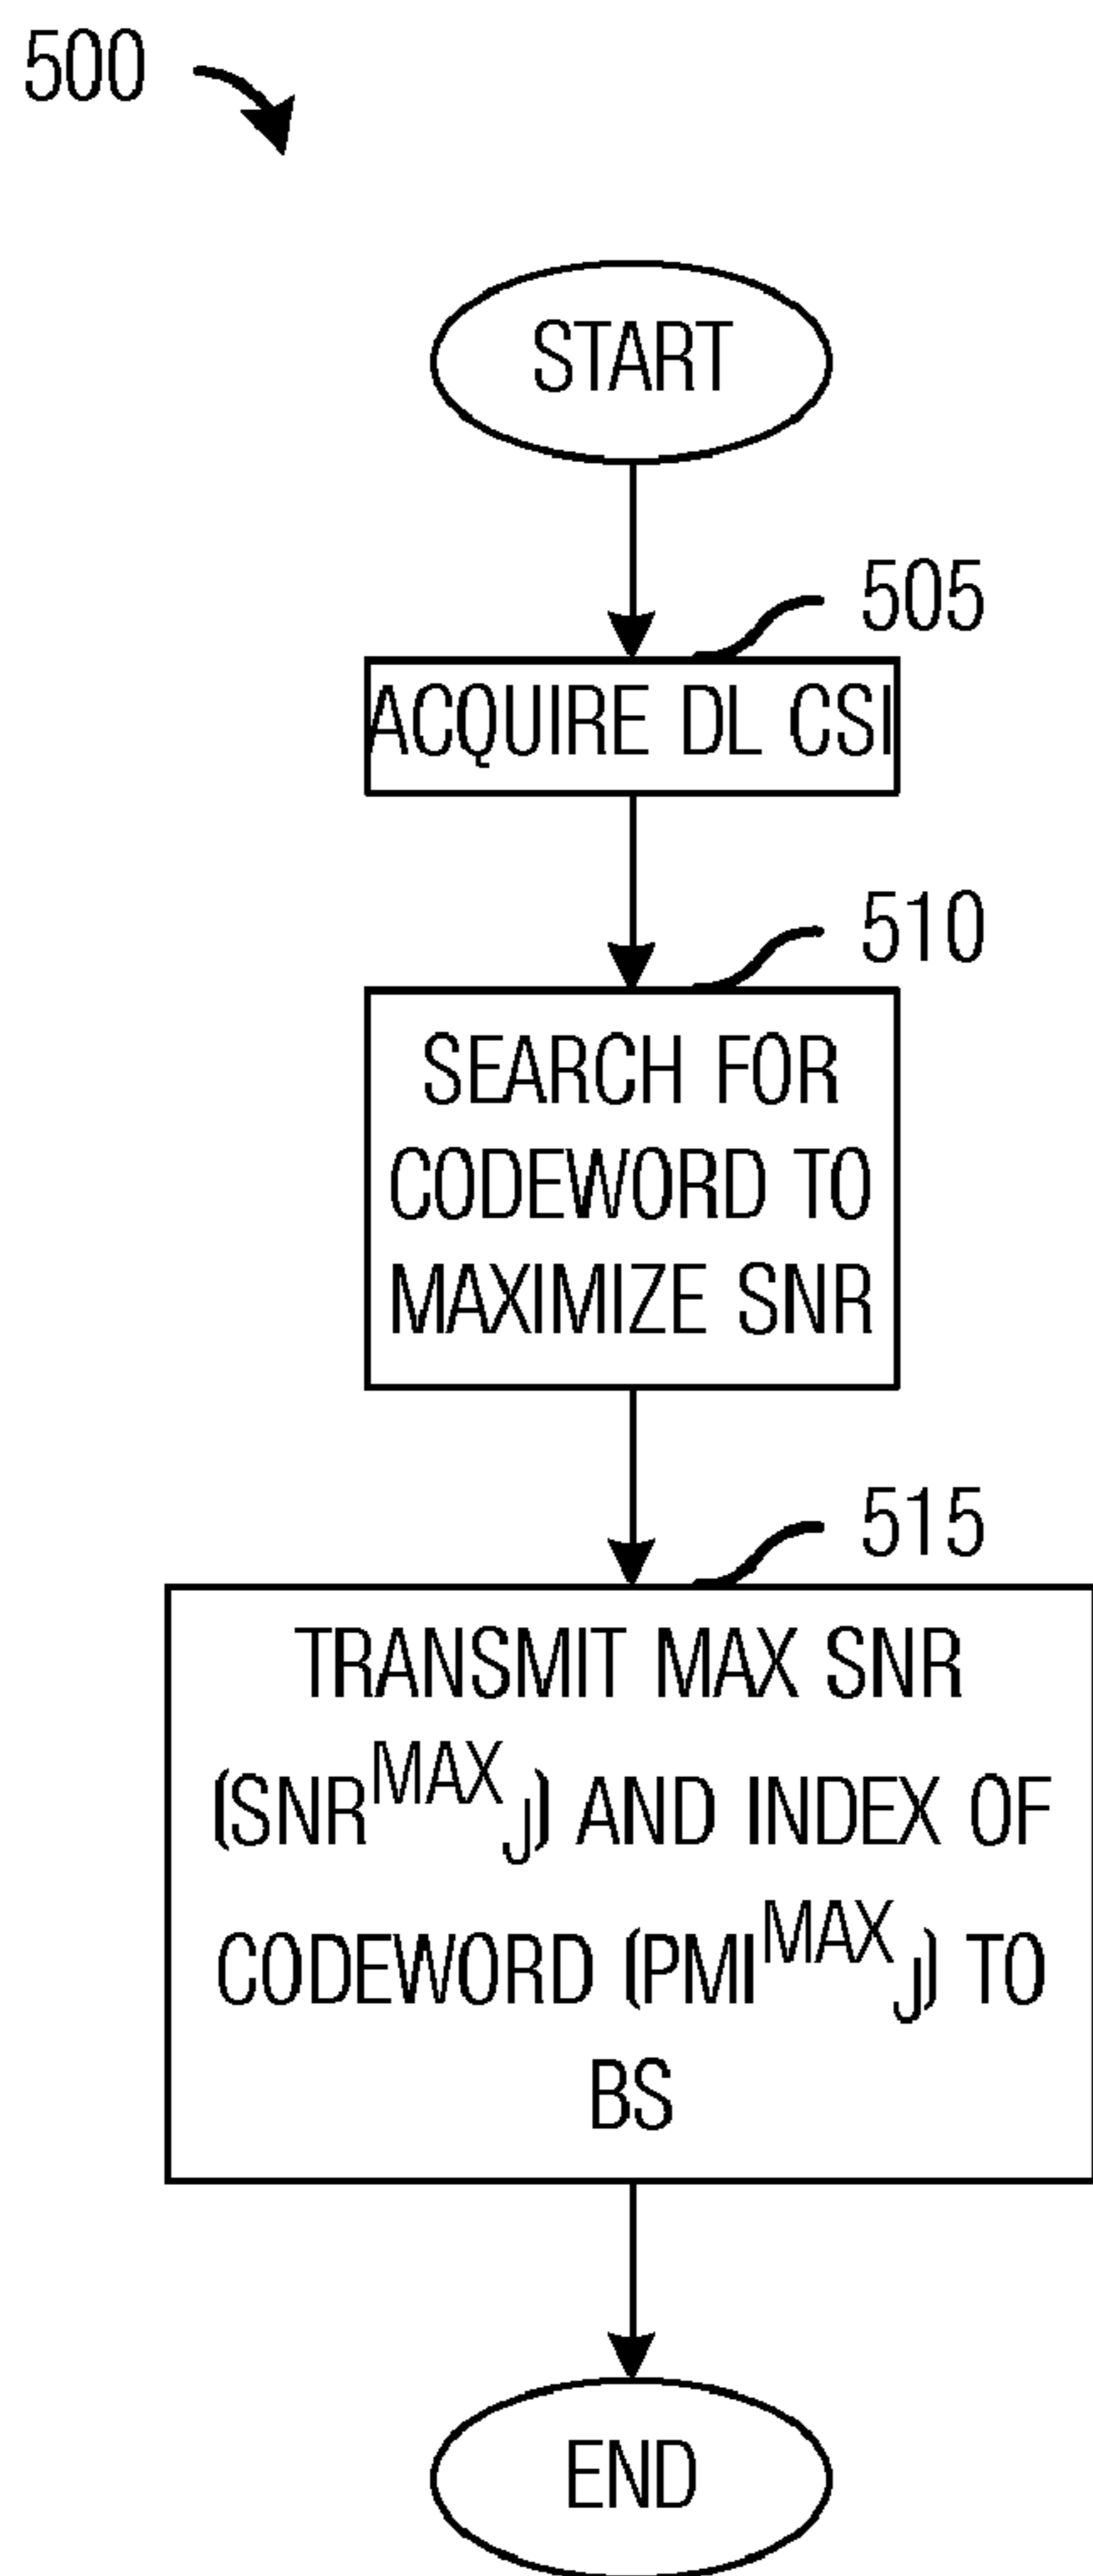 500
START
505
ACQUIRE DL CSI
510
SEARCH FOR
CODEWORD TO
MAXIMIZE SNR
515
TRANSMIT MAX SNR
(SNR^MAX_J) AND INDEX OF
CODEWORD (PMI^MAX_J) TO
BS
END